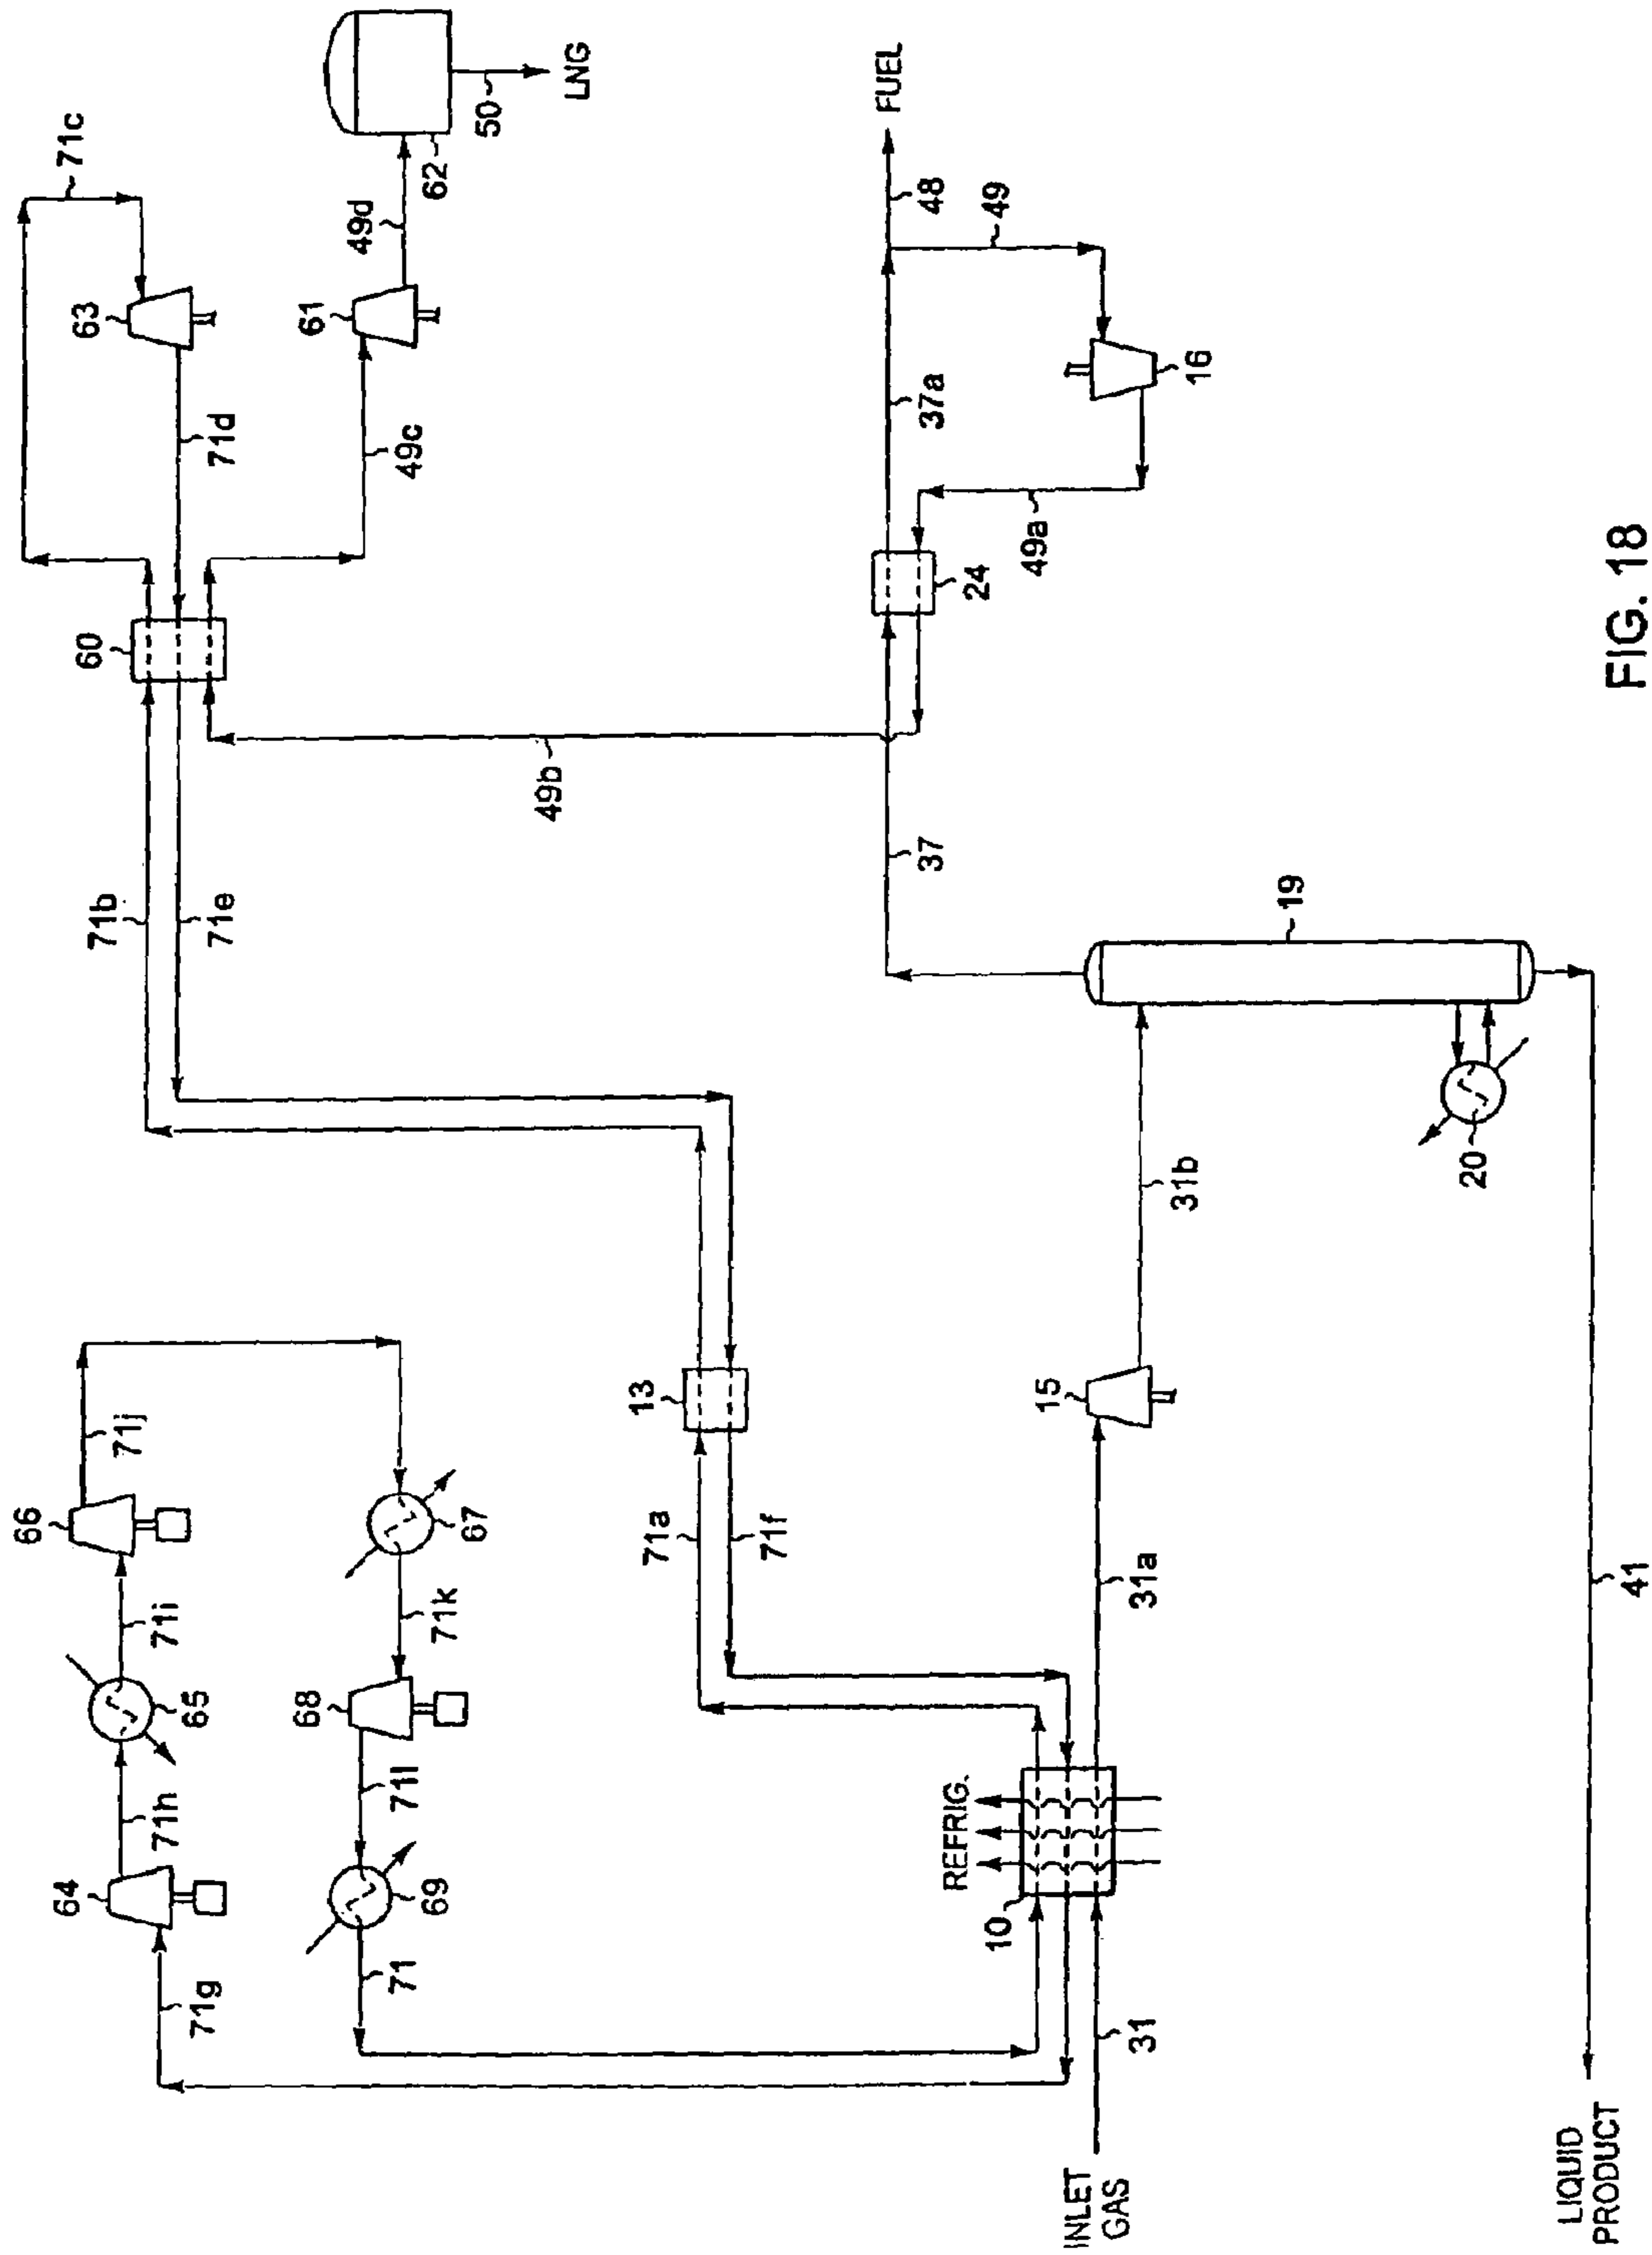 66
64
71c
63
60
71b
71j
71h
71i
65
71g
71e
71d
68
61
49d
71
71l
49c
69
62
71k
67
50
49b
LNG
13
71a
71f
FUEL
37
37a
48
REFRIG.
24
49
10
49a
15
INLET
GAS
31
31a
31b
16
19
20
LIQUID
PRODUCT
41
FIG. 18